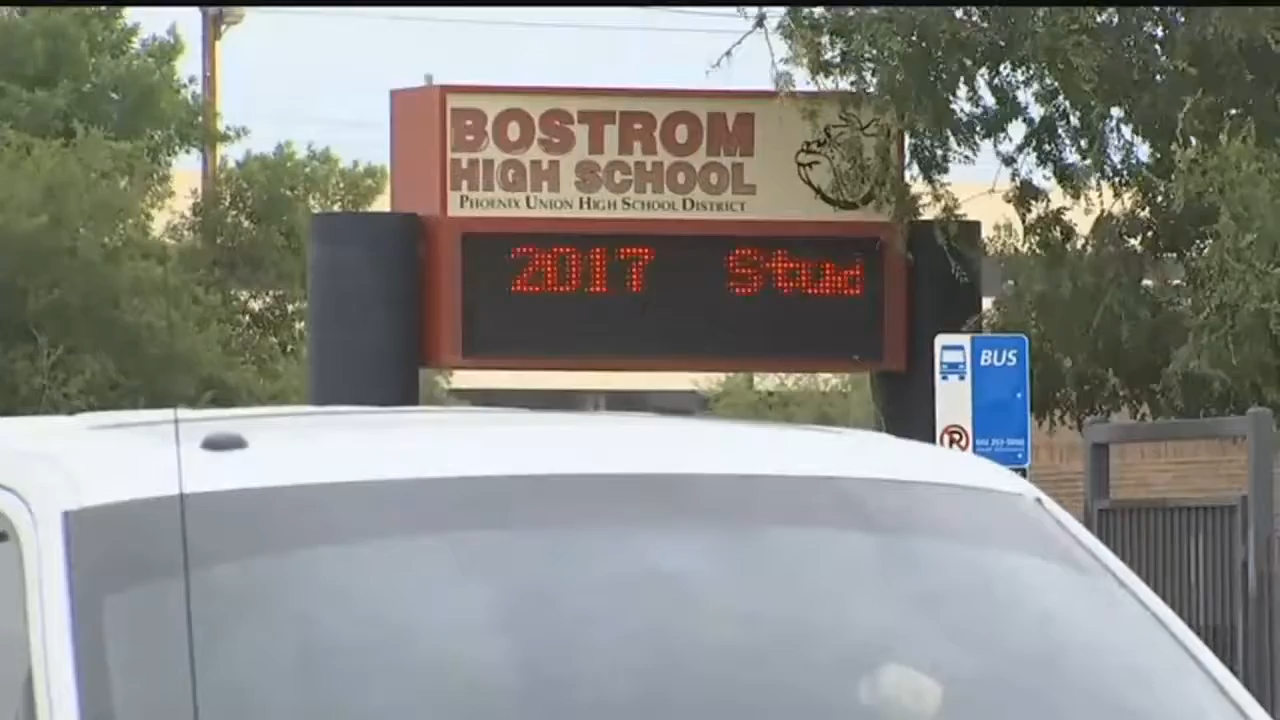 BOSTROM
HIGH SCHOOL
PHOENIX UNION HIGH SCHOOL DISTRICT
2017 Stud
BUS